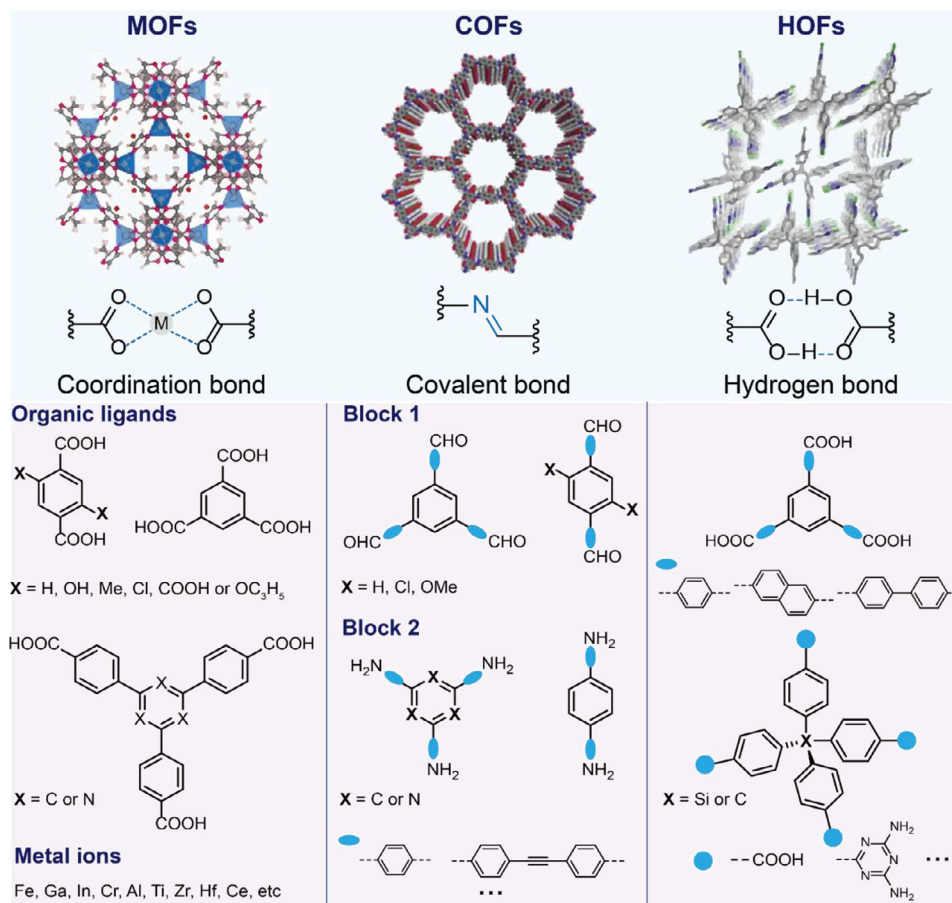 MOFs
COFs
HOFs
O
O
M
O
O
N
O
H
O
O
H
O
Coordination bond
Covalent bond
Hydrogen bond
Organic ligands
COOH
X
X
COOH
COOH
HOOC
COOH
X = H, OH, Me, Cl, COOH or OC3H5
HOOC
COOH
X
X
X
COOH
X = C or N
Metal ions
Fe, Ga, In, Cr, Al, Ti, Zr, Hf, Ce, etc
Block 1
CHO
CHO
CHO
CHO
X
X
CHO
X = H, Cl, OMe
Block 2
H2N
NH2
X
X
X
NH2
NH2
NH2
X = C or N
...
COOH
HOOC
COOH
X
X = Si or C
COOH
NH2
N
N
N
NH2
...